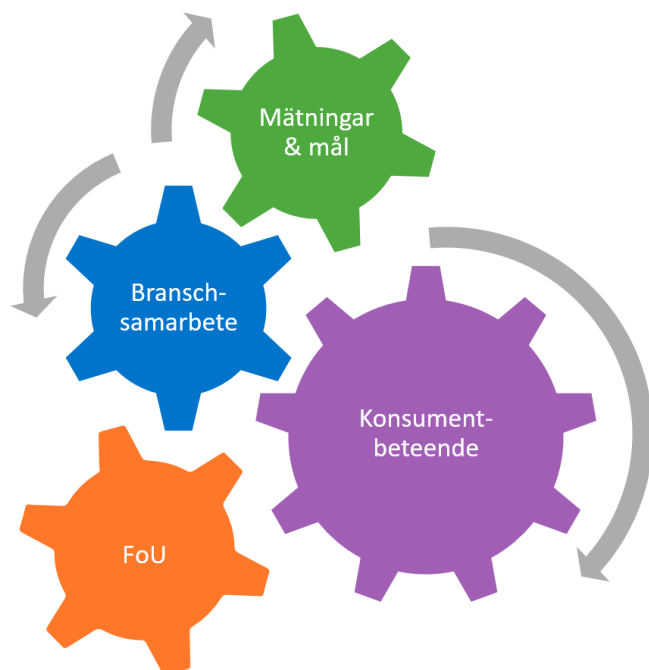 Mätningar
& mål
Bransch-
samarbete
Konsument-
beteende
FoU